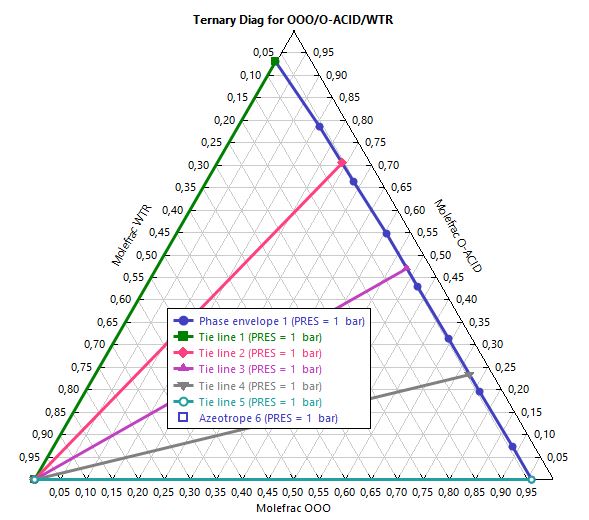 Ternary Diag for OOO/O-ACID/WTR
0,05 0,95
0,10 0,90
0,15 0,85
0,20 0,80
0,25 0,75
0,30 0,70
0,35 0,65
0,40 0,60
0,45 0,55
0,50 0,50
0,55 0,45
0,60 0,40
0,65 0,35
0,70 0,30
0,75 0,25
0,80 0,20
0,85 0,15
0,90 0,10
0,95 0,05
Molefrac WTR
Molefrac O-ACID
Phase envelope 1 (PRES = 1 bar)
Tie line 1 (PRES = 1 bar)
Tie line 2 (PRES = 1 bar)
Tie line 3 (PRES = 1 bar)
Tie line 4 (PRES = 1 bar)
Tie line 5 (PRES = 1 bar)
Azeotrope 6 (PRES = 1 bar)
0,05 0,10 0,15 0,20 0,25 0,30 0,35 0,40 0,45 0,50 0,55 0,60 0,65 0,70 0,75 0,80 0,85 0,90 0,95
Molefrac OOO